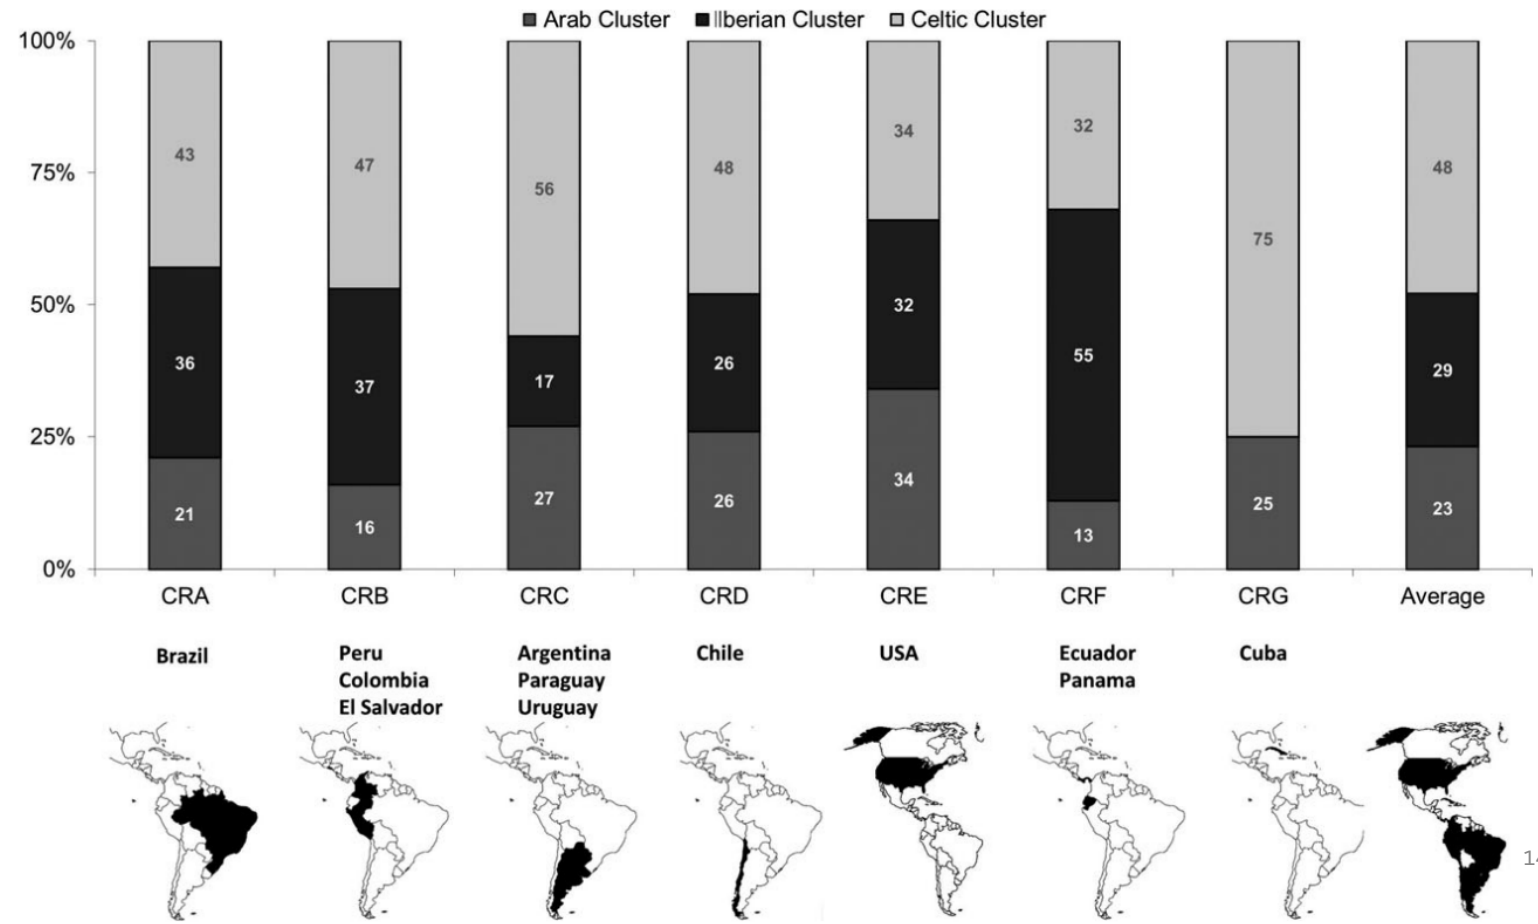 Arab Cluster Iberian Cluster Celtic Cluster
100%
75%
50%
25%
0%
43
36
21
47
37
16
56
17
27
48
26
26
34
32
34
32
55
13
75
25
48
29
23
CRA CRB CRC CRD CRE CRF CRG Average
Brazil
Peru
Colombia
El Salvador
Argentina
Paraguay
Uruguay
Chile
USA
Ecuador
Panama
Cuba